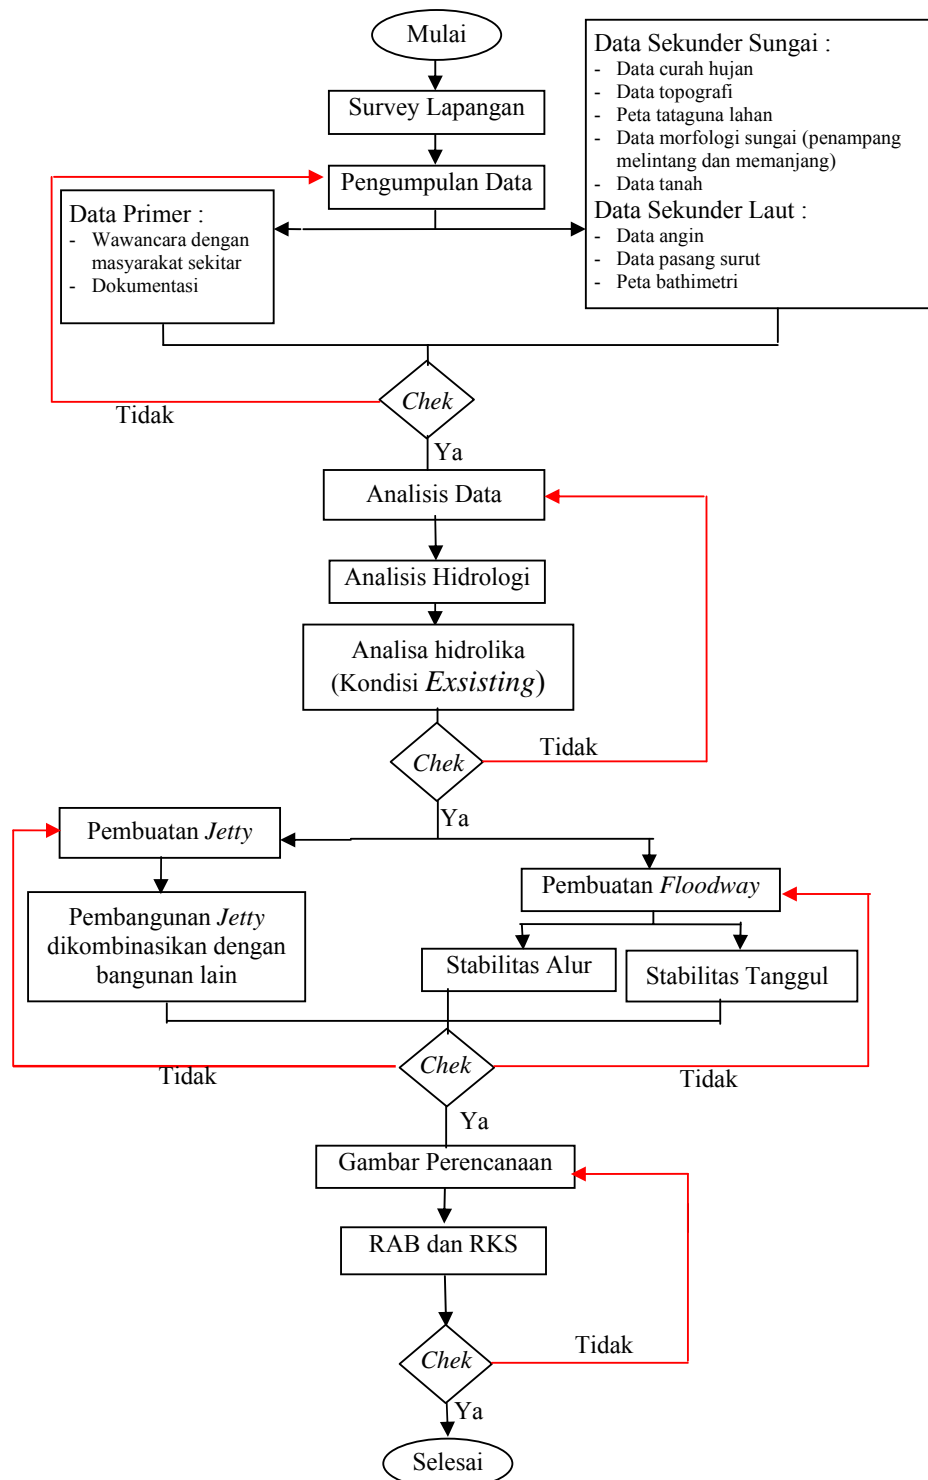 Mulai
Survey Lapangan
Pengumpulan Data
Data Sekunder Sungai :
- Data curah hujan
- Data topografi
- Peta tataguna lahan
- Data morfologi sungai (penampang
melintang dan memanjang)
- Data tanah
Data Sekunder Laut :
- Data angin
- Data pasang surut
- Peta bathimetri
Data Primer :
- Wawancara dengan
masyarakat sekitar
- Dokumentasi
Chek
Tidak
Ya
Analisis Data
Analisis Hidrologi
Analisa hidrolika
(Kondisi Exsisting)
Chek
Tidak
Ya
Pembuatan Jetty
Pembuatan Floodway
Pembangunan Jetty
dikombinasikan dengan
bangunan lain
Stabilitas Alur
Stabilitas Tanggul
Chek
Tidak
Tidak
Ya
Gambar Perencanaan
RAB dan RKS
Chek
Tidak
Ya
Selesai